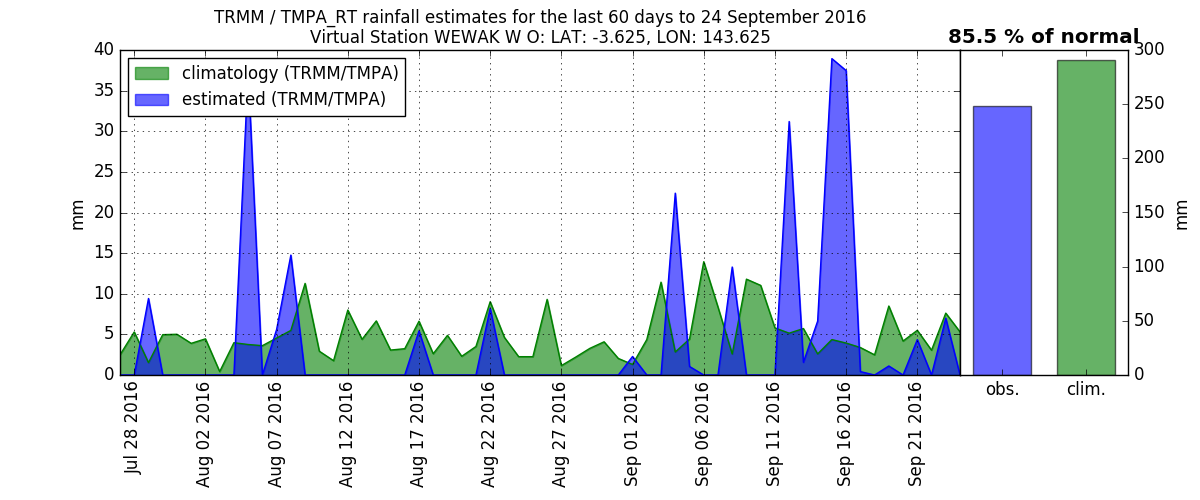 TRMM / TMPA_RT rainfall estimates for the last 60 days to 24 September 2016
Virtual Station WEWAK W O: LAT: -3.625, LON: 143.625
85.5 % of normal
climatology (TRMM/TMPA)
estimated (TRMM/TMPA)
mm
40
35
30
25
20
15
10
5
0
Jul 28 2016
Aug 02 2016
Aug 07 2016
Aug 12 2016
Aug 17 2016
Aug 22 2016
Aug 27 2016
Sep 01 2016
Sep 06 2016
Sep 11 2016
Sep 16 2016
Sep 21 2016
300
250
200
150
100
50
0
mm
obs.
clim.